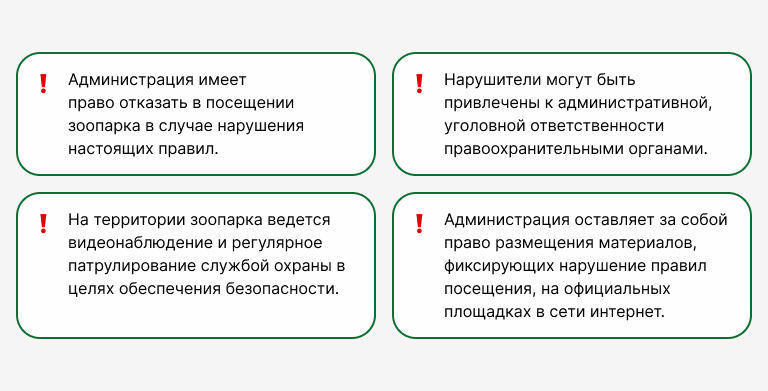 ❗ Администрация имеет
право отказать в посещении
зоопарка в случае нарушения
настоящих правил.
❗ Нарушители могут быть
привлечены к административной,
уголовной ответственности
правоохранительными органами.
❗ На территории зоопарка ведется
видеонаблюдение и регулярное
патрулирование службой охраны в
целях обеспечения безопасности.
❗ Администрация оставляет за собой
право размещения материалов,
фиксирующих нарушение правил
посещения, на официальных
площадках в сети интернет.